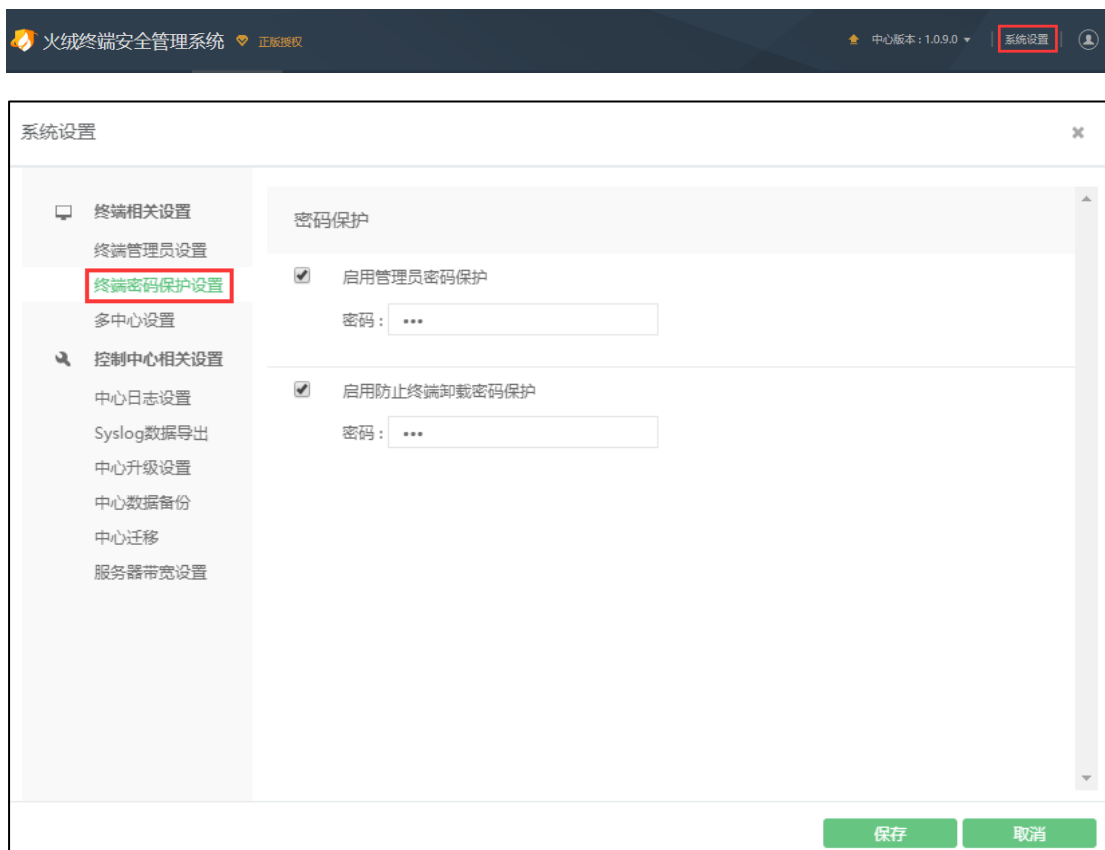 火绒终端安全管理系统 正版授权 中心版本：1.0.9.0 系统设置
系统设置
终端相关设置
终端管理员设置
终端密码保护设置
多中心设置
控制中心相关设置
中心日志设置
Syslog数据导出
中心升级设置
中心数据备份
中心迁移
服务器带宽设置
密码保护
启用管理员密码保护
密码： •••
启用防止终端卸载密码保护
密码： •••
保存 取消